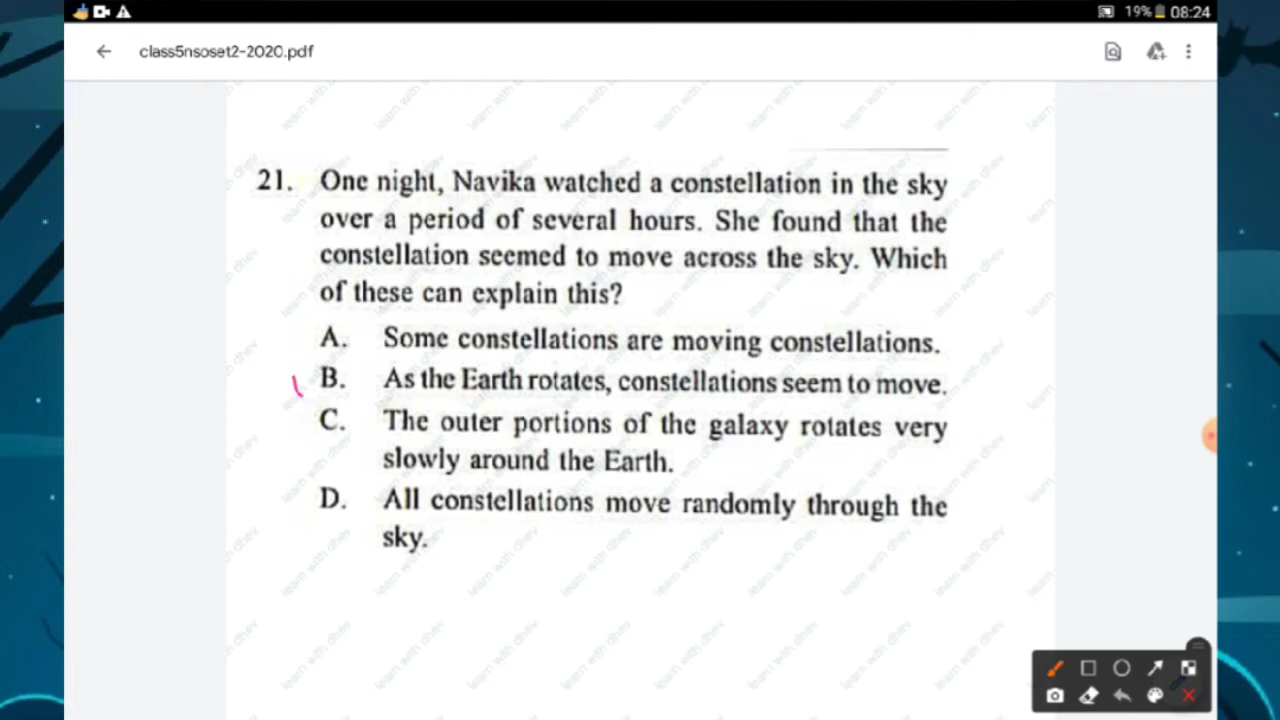 19% 08:24
class5nsoset2-2020.pdf
21. One night, Navika watched a constellation in the sky
over a period of several hours. She found that the
constellation seemed to move across the sky. Which
of these can explain this?
A. Some constellations are moving constellations.
B. As the Earth rotates, constellations seem to move.
C. The outer portions of the galaxy rotates very
slowly around the Earth.
D. All constellations move randomly through the
sky.
learn with dhev